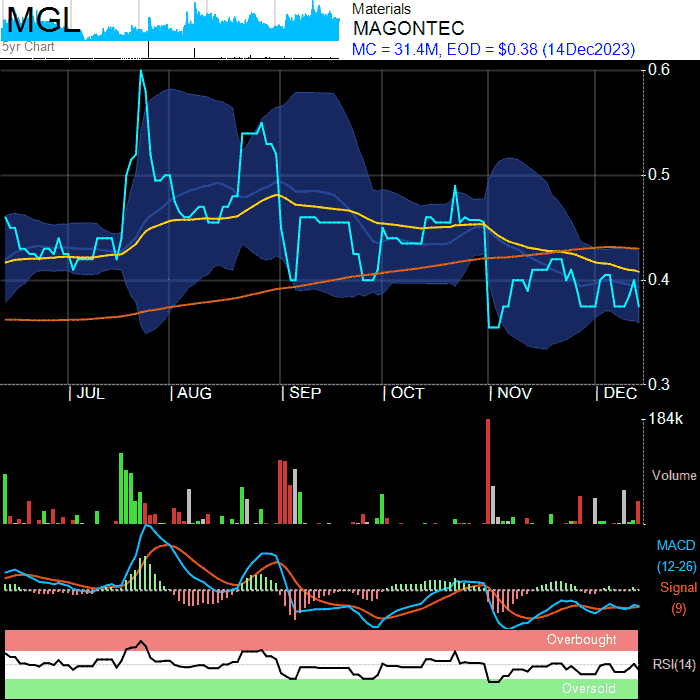 MGL
5yr Chart
Materials
MAGONTEC
MC = 31.4M, EOD = $0.38 (14Dec2023)
0.6
0.5
0.4
0.3
JUL AUG SEP OCT NOV DEC
184k
Volume
MACD
(12-26)
Signal
(9)
Overbought
RSI(14)
Oversold